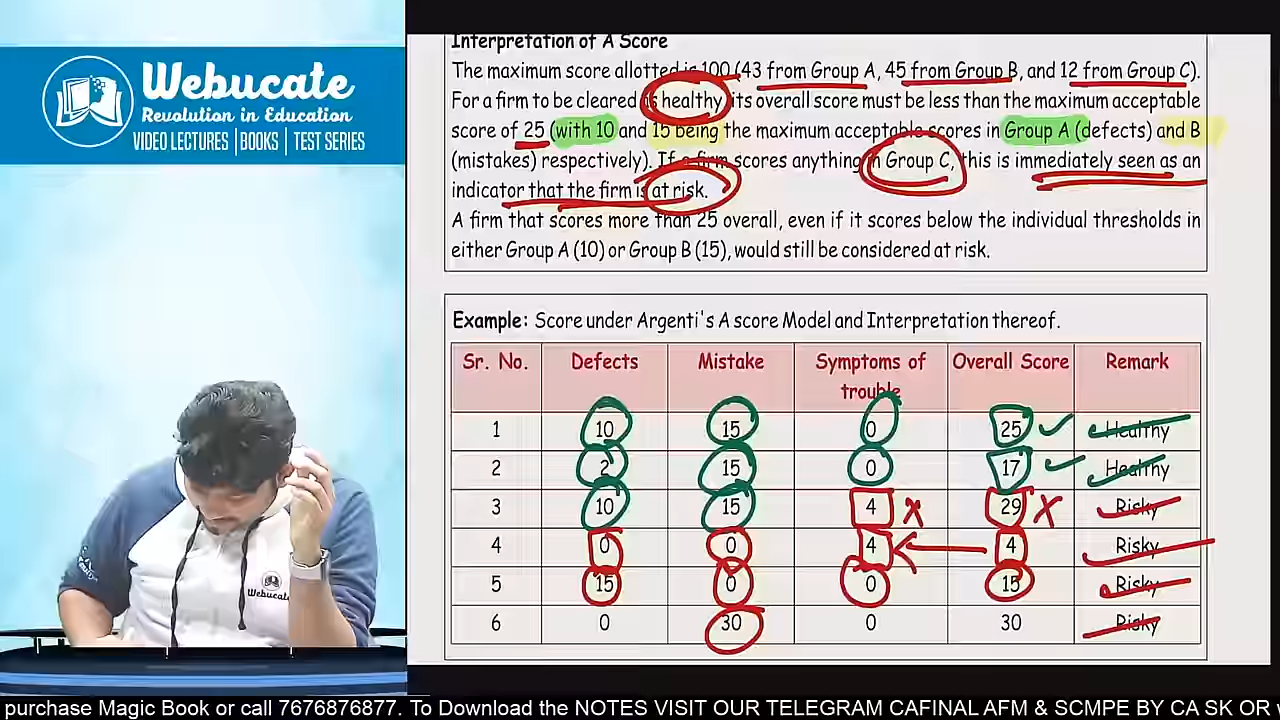 Webucate
Revolution in Education
VIDEO LECTURES | BOOKS | TEST SERIES
Interpretation of A Score
The maximum score allotted is 100 (43 from Group A, 45 from Group B, and 12 from Group C).
For a firm to be cleared as healthy its overall score must be less than the maximum acceptable
score of 25 (with 10 and 15 being the maximum acceptable scores in Group A (defects) and B
(mistakes) respectively). If a firm scores anything in Group C, this is immediately seen as an
indicator that the firm is at risk.
A firm that scores more than 25 overall, even if it scores below the individual thresholds in
either Group A (10) or Group B (15), would still be considered at risk.
Example: Score under Argenti's A score Model and Interpretation thereof.
Sr. No. Defects Mistake Symptoms of trouble Overall Score Remark
1 10 15 0 25 Healthy
2 2 15 0 17 Healthy
3 10 15 4 29 Risky
4 0 0 4 4 Risky
5 15 0 0 15 Risky
6 0 30 0 30 Risky
Webucate
purchase Magic Book or call 7676876877. To Download the NOTES VISIT OUR TELEGRAM CAFINAL AFM & SCMPE BY CA SK OR